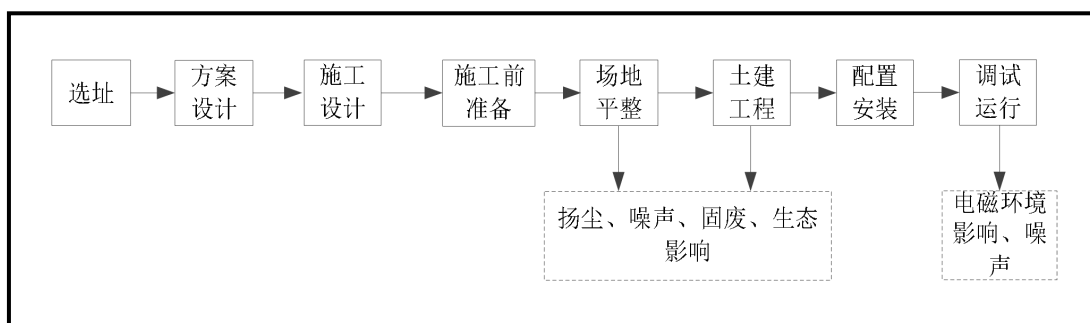 选址
方案
设计
施工
设计
施工前
准备
场地
平整
土建
工程
配置
安装
调试
运行
扬尘、噪声、固废、生态
影响
电磁环境
影响、噪
声